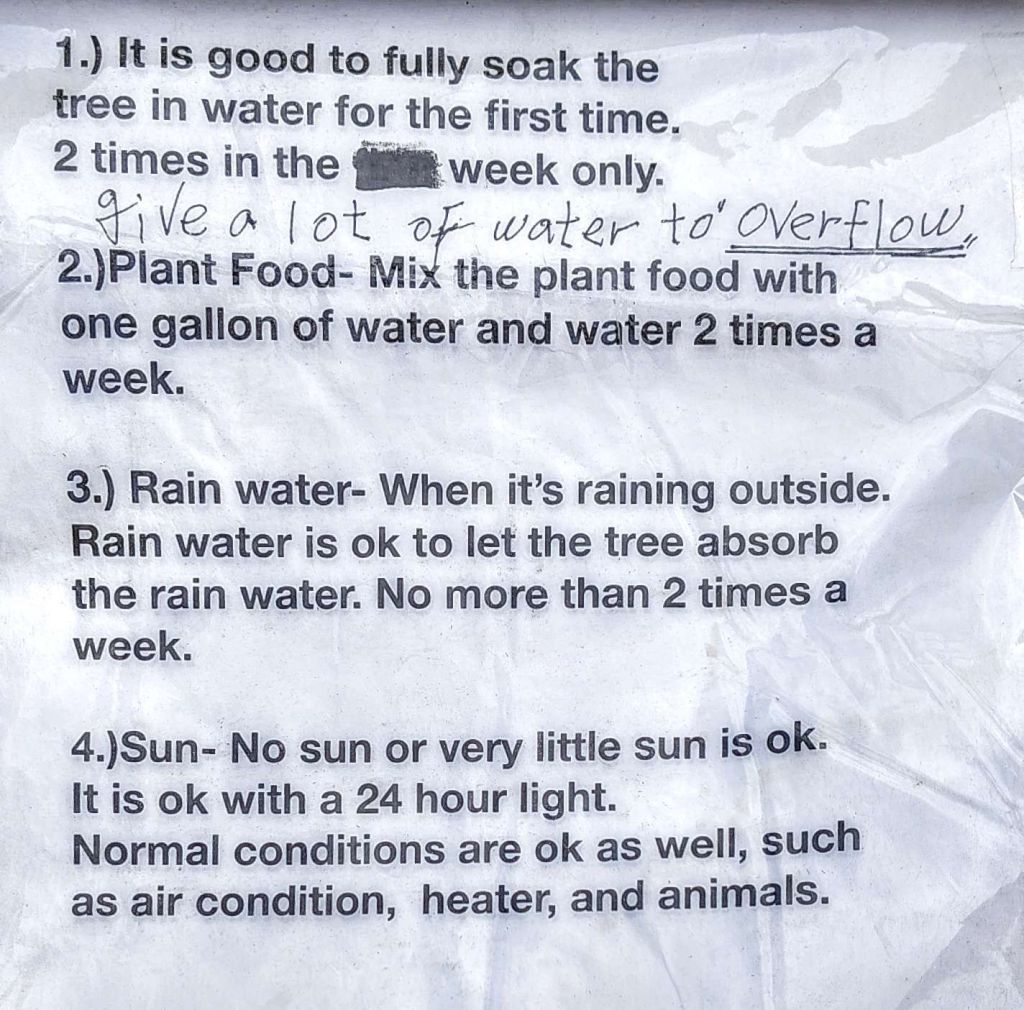 1.) It is good to fully soak the
tree in water for the first time.
2 times in the week only.
give a lot of water to overflow,,
2.)Plant Food- Mix the plant food with
one gallon of water and water 2 times a
week.
3.) Rain water- When it's raining outside.
Rain water is ok to let the tree absorb
the rain water. No more than 2 times a
week.
4.)Sun- No sun or very little sun is ok.
It is ok with a 24 hour light.
Normal conditions are ok as well, such
as air condition, heater, and animals.